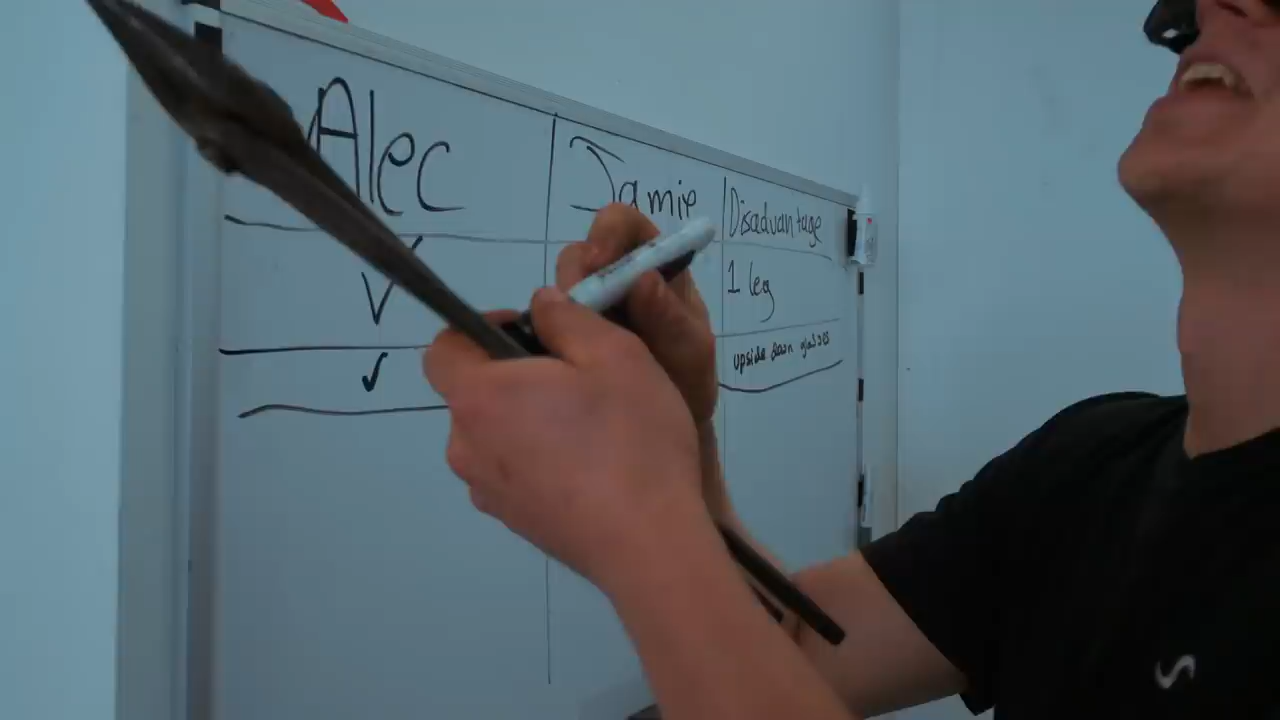 Alec
Jamie
Disadvantage
✓
1 leg
✓
upside down glasses
S